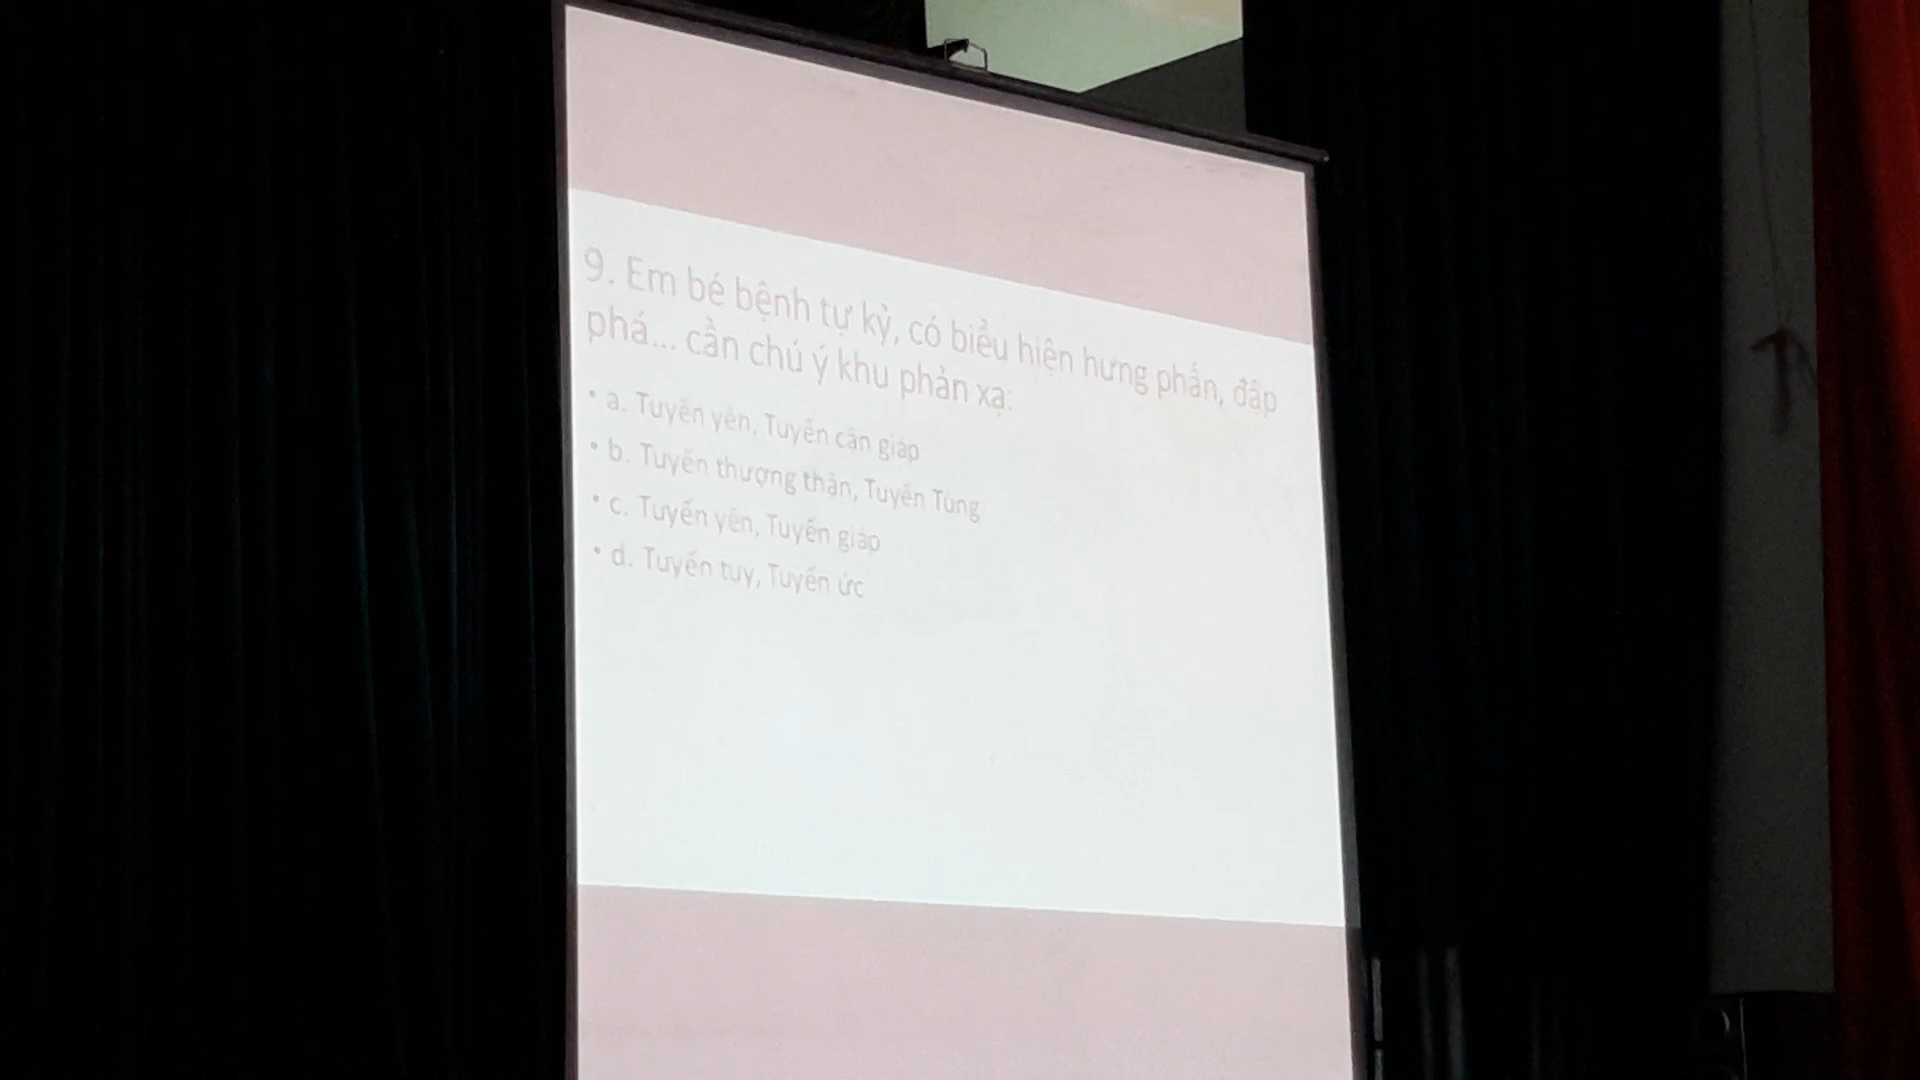 9. Em bé bệnh tự kỷ, có biểu hiện hưng phấn, đập
phá... cần chú ý khu phản xạ:
• a. Tuyến yên, Tuyến cận giáp
• b. Tuyến thượng thận, Tuyến Tùng
• c. Tuyến yên, Tuyến giáp
• d. Tuyến tuy, Tuyến ức